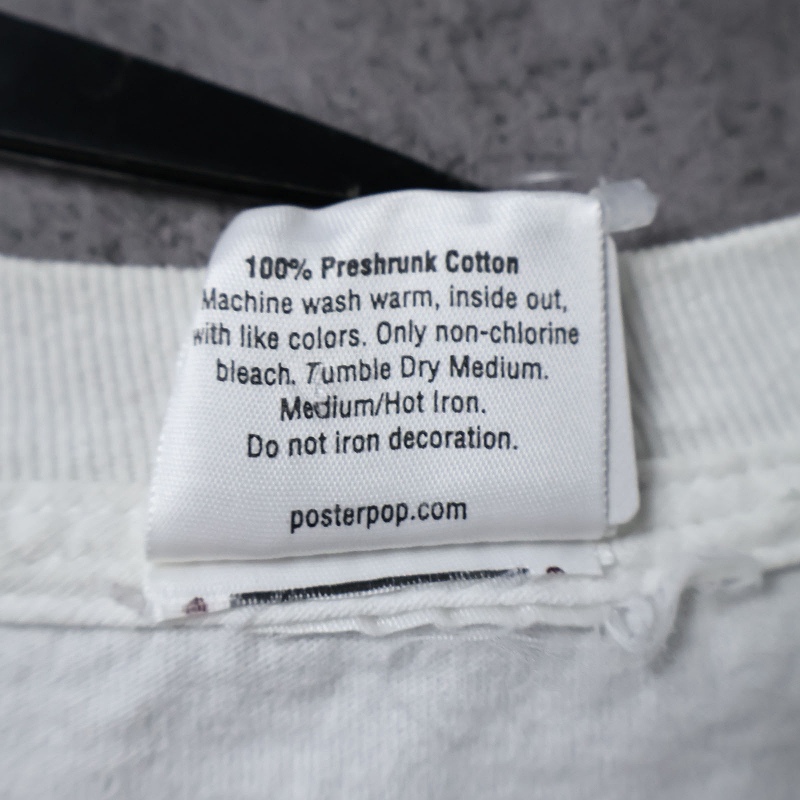 100% Preshrunk Cotton
Machine wash warm, inside out,
with like colors. Only non-chlorine
bleach. Tumble Dry Medium.
Medium/Hot Iron.
Do not iron decoration.
posterpop.com